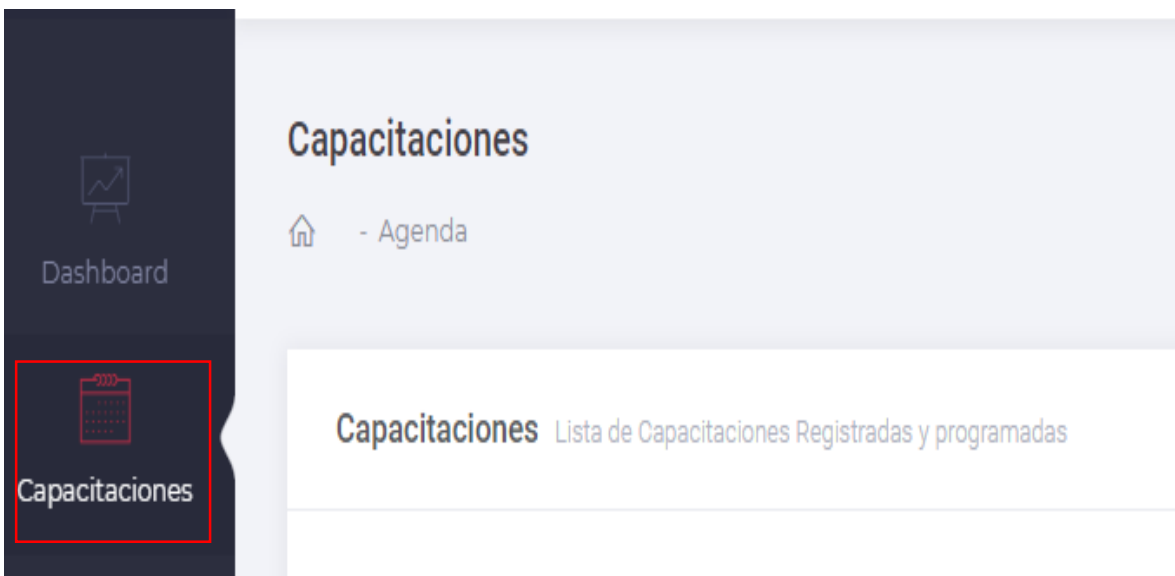 Dashboard
Capacitaciones
Capacitaciones
- Agenda
Capacitaciones Lista de Capacitaciones Registradas y programadas